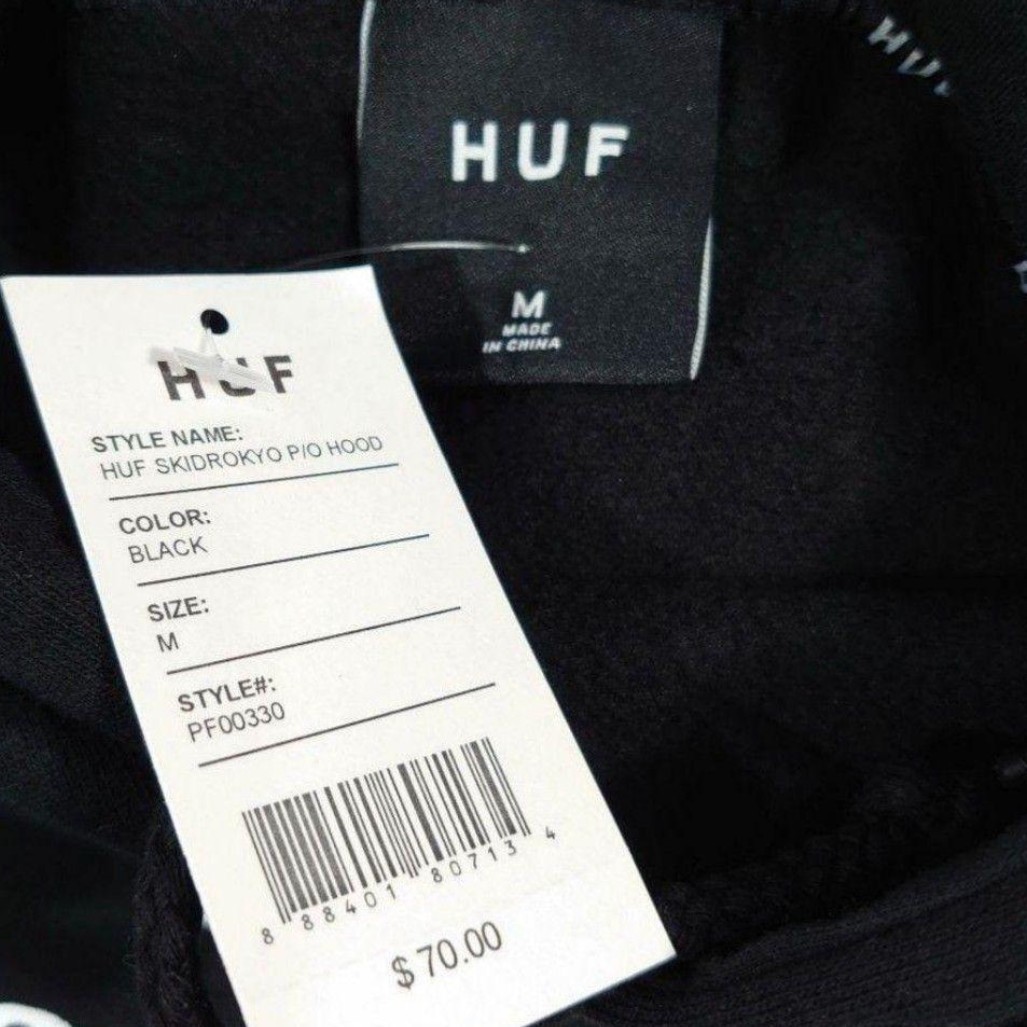 HUF
M
MADE
IN CHINA
HUF
STYLE NAME:
HUF SKIDROKYO P/O HOOD
COLOR:
BLACK
SIZE:
M
STYLE#:
PF00330
8 88401 80713 4
$70.00